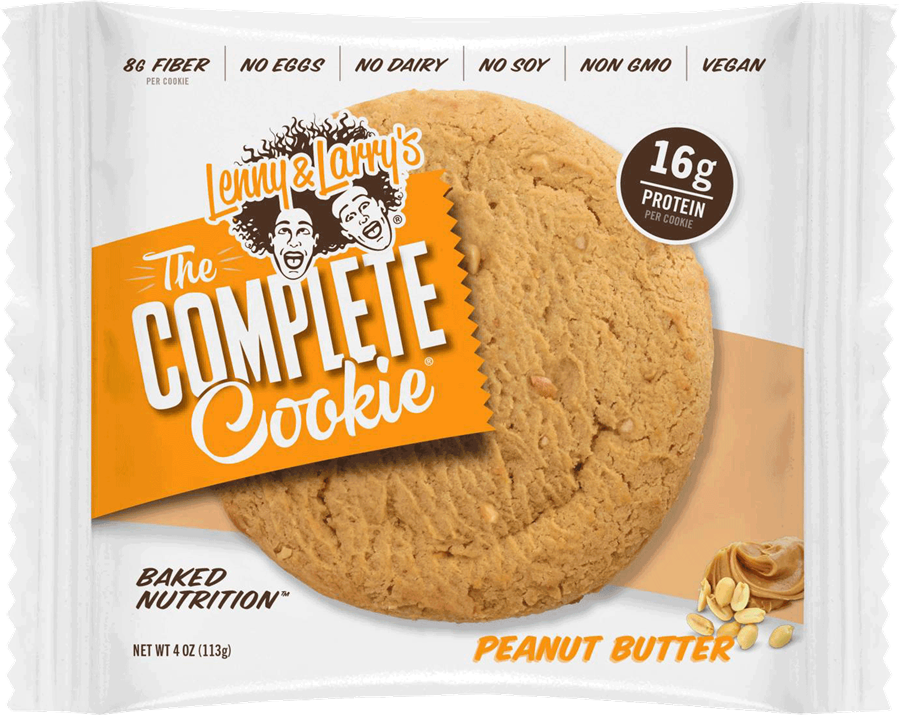 8G FIBER
PER COOKIE
NO EGGS
NO DAIRY
NO SOY
NON GMO
VEGAN
Lenny & Larry's®
16g
PROTEIN
PER COOKIE
The
COMPLETE
Cookie®
BAKED
NUTRITION™
NET WT 4 OZ (113g)
PEANUT BUTTER